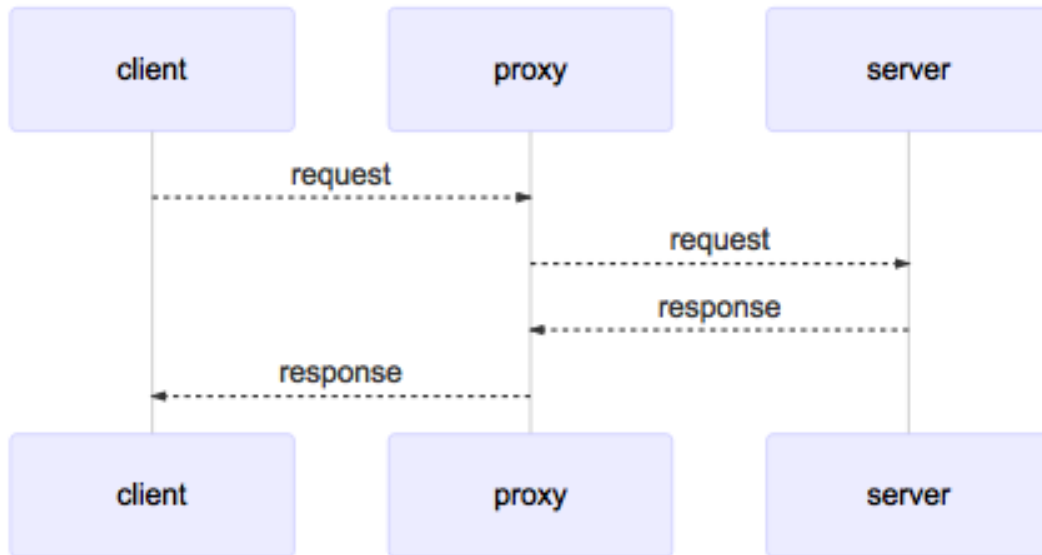 client proxy server
request
request
response
response
client proxy server